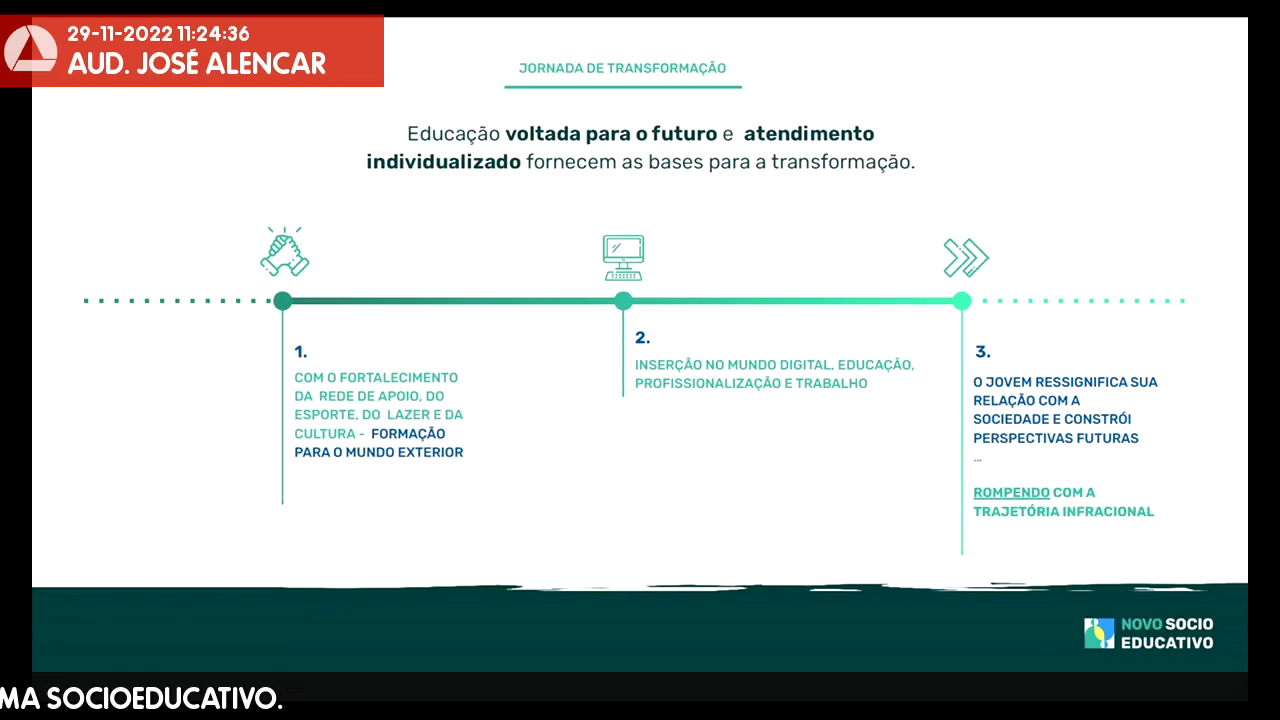 29-11-2022 11:24:36
AUD. JOSÉ ALENCAR
JORNADA DE TRANSFORMAÇÃO
Educação voltada para o futuro e atendimento
individualizado fornecem as bases para a transformação.
1.
COM O FORTALECIMENTO
DA REDE DE APOIO, DO
ESPORTE, DO LAZER E DA
CULTURA - FORMAÇÃO
PARA O MUNDO EXTERIOR
2.
INSERÇÃO NO MUNDO DIGITAL, EDUCAÇÃO,
PROFISSIONALIZAÇÃO E TRABALHO
3.
O JOVEM RESSIGNIFICA SUA
RELAÇÃO COM A
SOCIEDADE E CONSTRÓI
PERSPECTIVAS FUTURAS
...
ROMPENDO COM A
TRAJETÓRIA INFRACIONAL
NOVO SOCIO
EDUCATIVO
MA SOCIOEDUCATIVO.